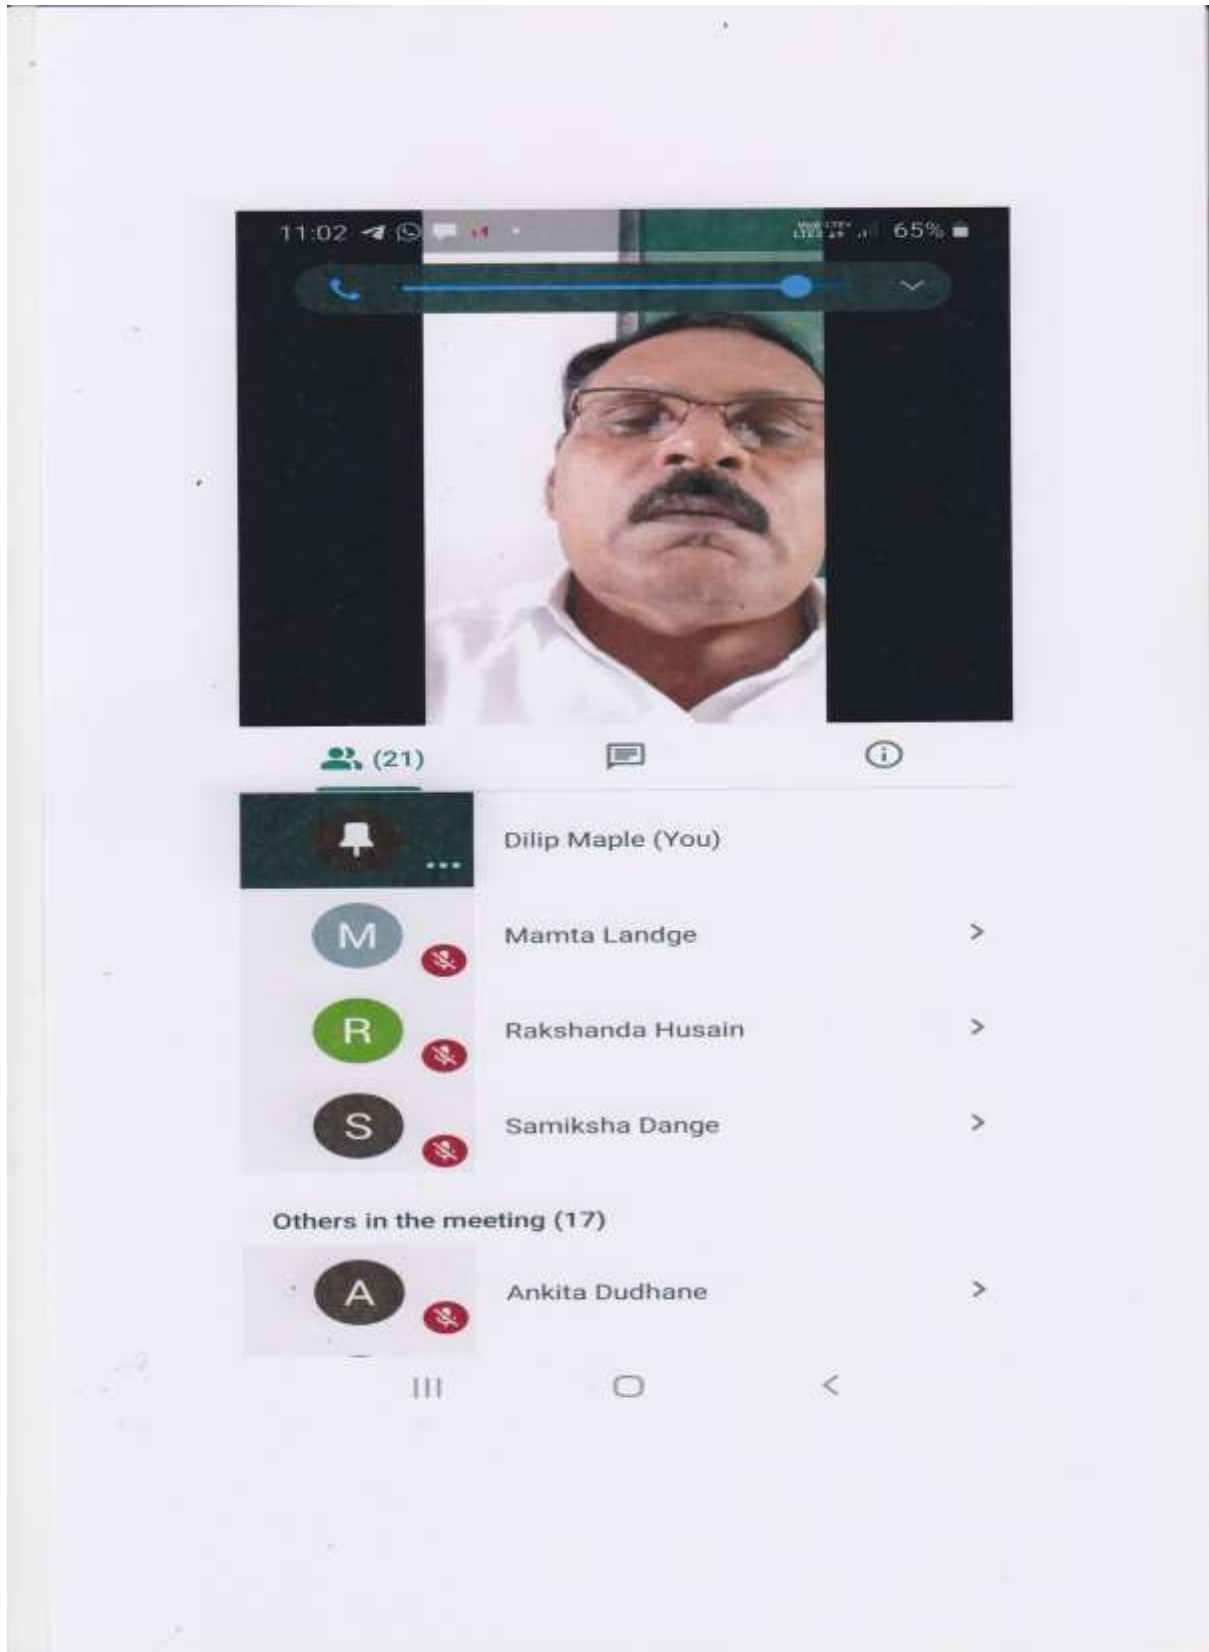 11:02 65%
(21)
Dilip Maple (You)
M Mamta Landge
R Rakshanda Husain
S Samiksha Dange
Others in the meeting (17)
A Ankita Dudhane